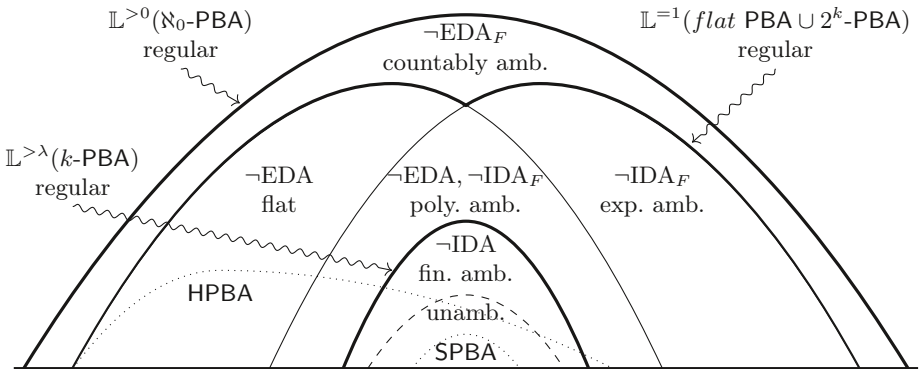 𝕃^{>0}(ℵ₀-PBA)
regular
𝕃^{=1}(flat PBA ∪ 2^k-PBA)
regular
¬EDA_F
countably amb.
𝕃^{>λ}(k-PBA)
regular
¬EDA
flat
¬EDA, ¬IDA_F
poly. amb.
¬IDA_F
exp. amb.
¬IDA
fin. amb.
HPBA
unamb.
SPBA